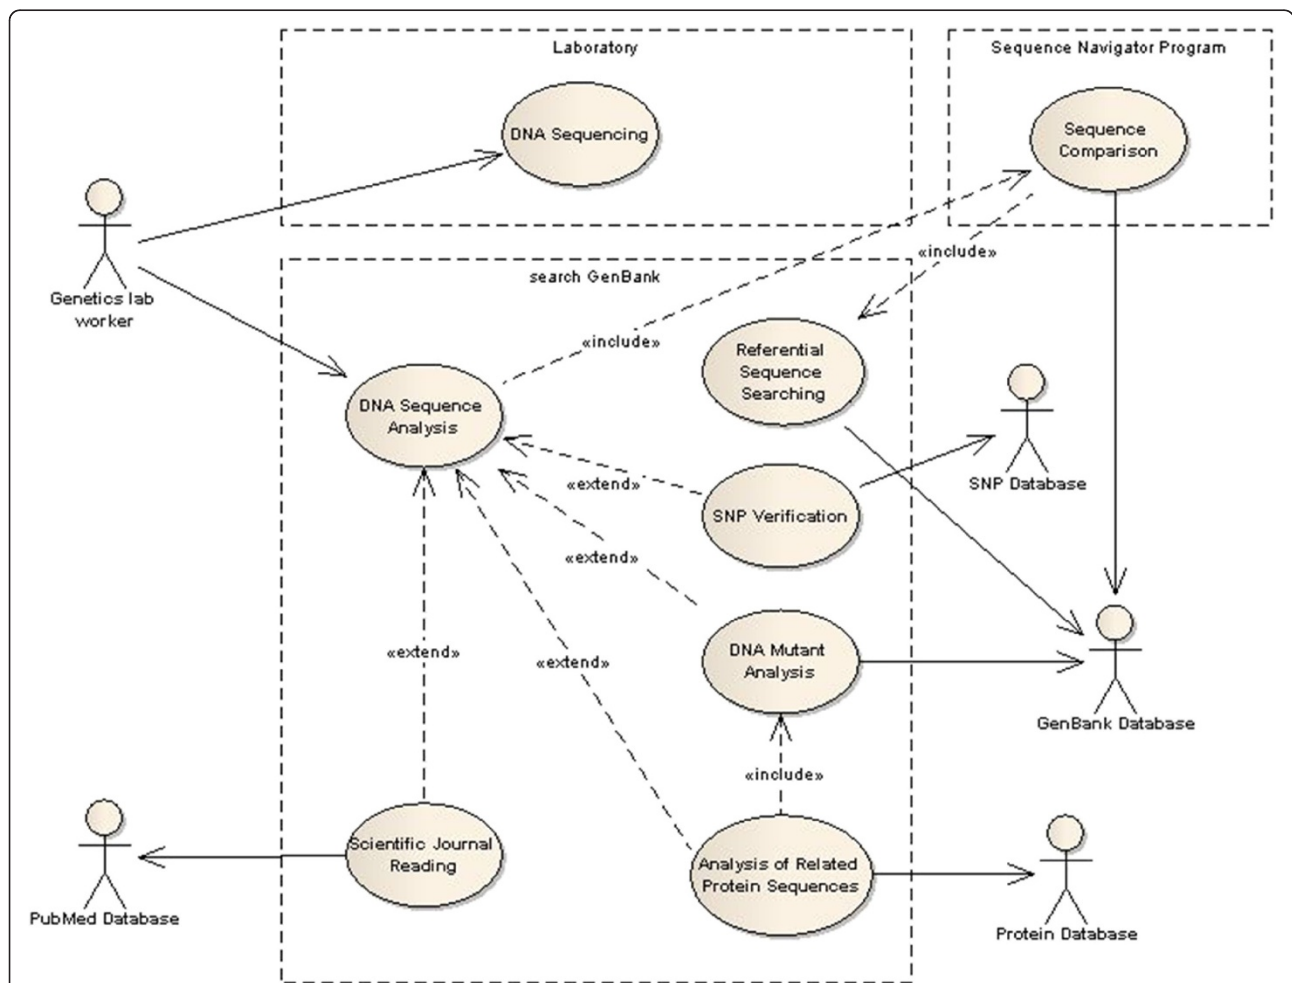 Laboratory
Sequence Navigator Program
DNA Sequencing
Sequence
Comparison
Genetics lab
worker
«include»
search GenBank
«include»
Referential
Sequence
Searching
DNA Sequence
Analysis
SNP Database
«extend»
SNP Verification
«extend»
DNA Mutant
Analysis
«extend»
«extend»
GenBank Database
«include»
Scientific Journal
Reading
Analysis of Related
Protein Sequences
PubMed Database
Protein Database